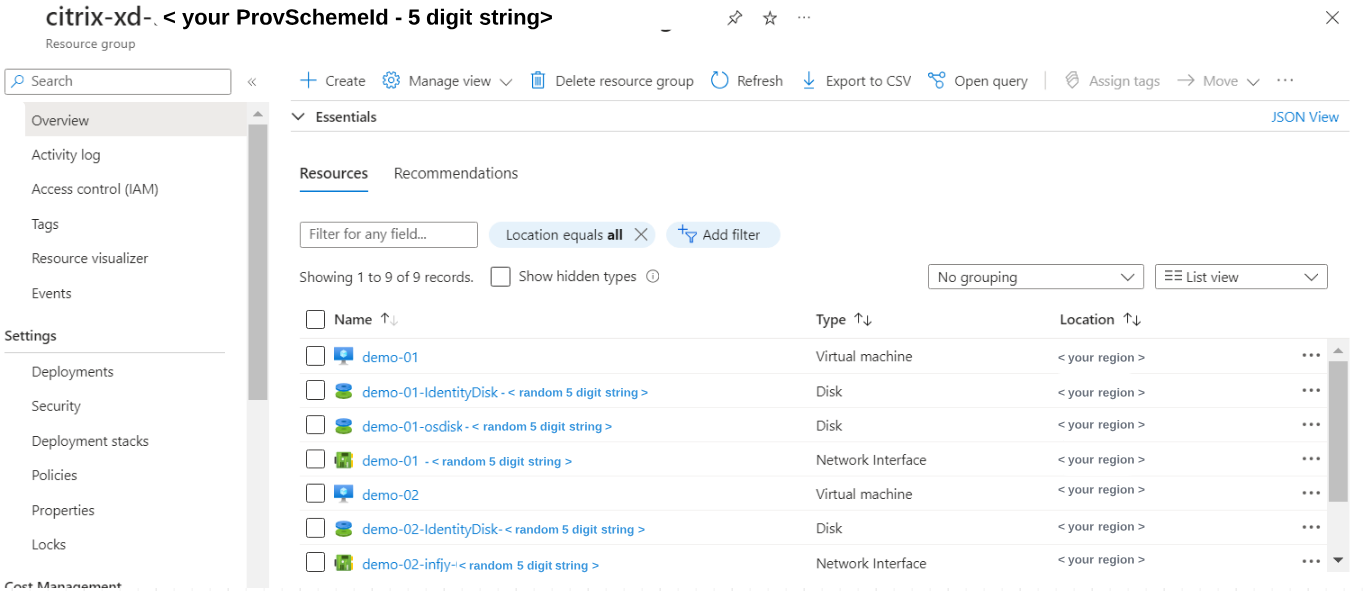 citrix-xd- < your ProvSchemeId - 5 digit string>
Resource group
Search
Create Manage view Delete resource group Refresh Export to CSV Open query Assign tags Move
Overview
Essentials JSON View
Activity log
Resources Recommendations
Access control (IAM)
Tags
Filter for any field... Location equals all Add filter
Resource visualizer
Showing 1 to 9 of 9 records. Show hidden types No grouping List view
Events
Name Type Location
Settings
demo-01 Virtual machine < your region >
Deployments
demo-01-IdentityDisk - < random 5 digit string > Disk < your region >
Security
demo-01-osdisk - < random 5 digit string > Disk < your region >
Deployment stacks
demo-01 - < random 5 digit string > Network Interface < your region >
Policies
demo-02 Virtual machine < your region >
Properties
demo-02-IdentityDisk- < random 5 digit string > Disk < your region >
Locks
demo-02-infjy- < random 5 digit string > Network Interface < your region >
Cost Management